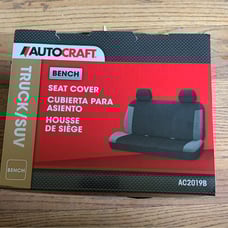 AUTOCRAFT
BENCH
SEAT COVER
CUBIERTA PARA
ASIENTO
HOUSSE
DE SIÈGE
TRUCK/SUV
BENCH
AC2019B